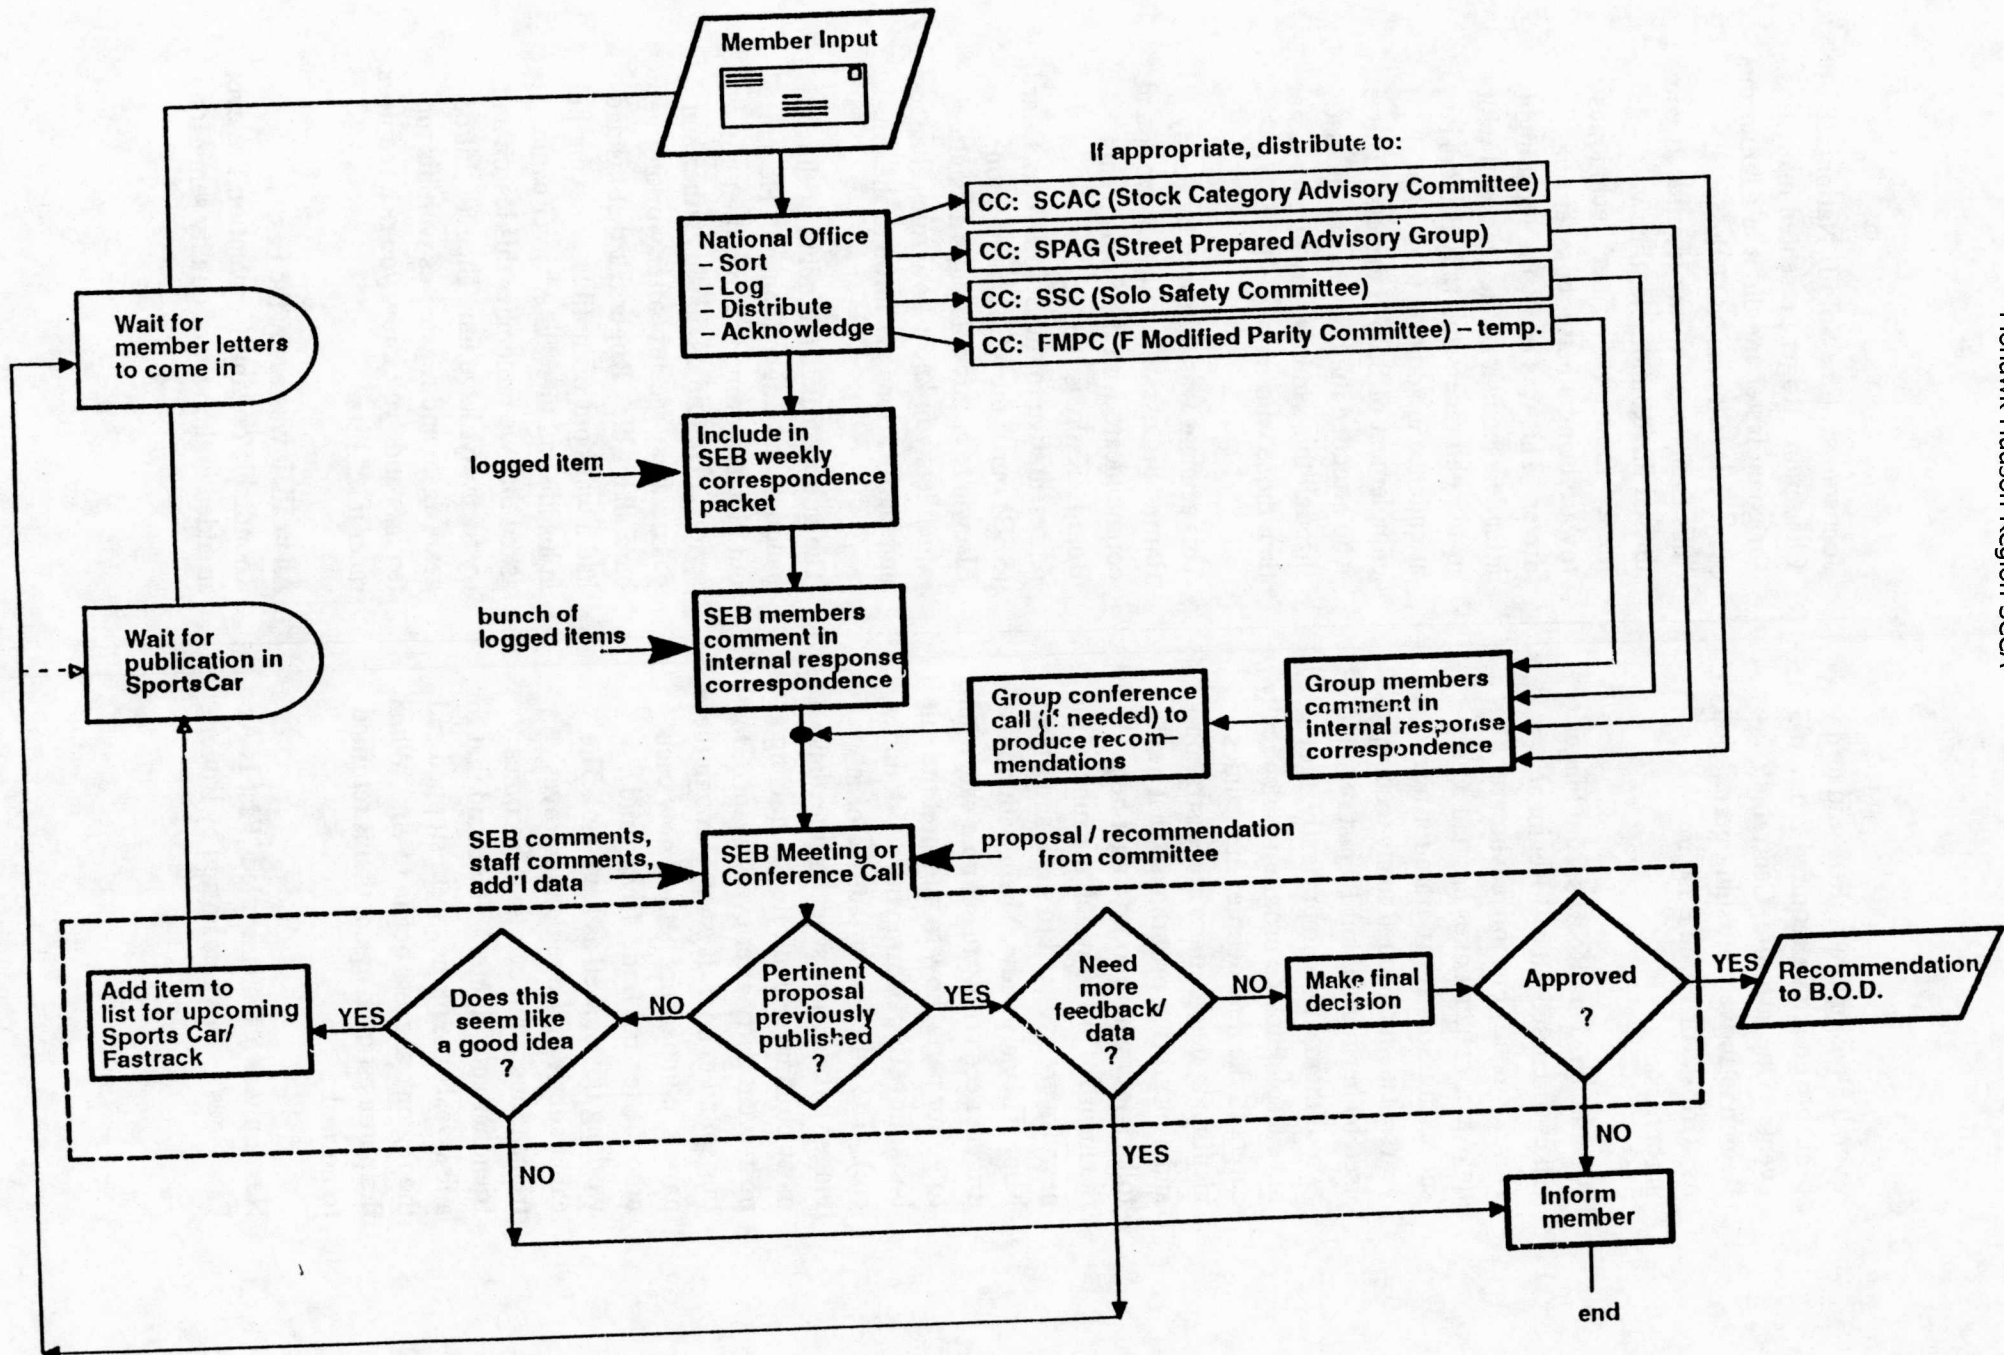 Member Input
If appropriate, distribute to:
CC: SCAC (Stock Category Advisory Committee)
CC: SPAG (Street Prepared Advisory Group)
CC: SSC (Solo Safety Committee)
CC: FMPC (F Modified Parity Committee) – temp.
National Office
– Sort
– Log
– Distribute
– Acknowledge
Mohawk Hudson Region SCCA
Wait for
member letters
to come in
logged item
Include in
SEB weekly
correspondence
packet
bunch of
logged items
SEB members
comment in
internal response
correspondence
Wait for
publication in
SportsCar
Group conference
call (if needed) to
produce recom–
mendations
Group members
comment in
internal response
correspondence
SEB comments,
staff comments,
add'l data
SEB Meeting or
Conference Call
proposal / recommendation
from committee
Add item to
list for upcoming
Sports Car/
Fastrack
YES
Does this
seem like
a good idea
?
NO
Pertinent
proposal
previously
published
?
YES
Need
more
feedback/
data
?
NO
Make final
decision
Approved
?
YES
Recommendation
to B.O.D.
NO
YES
NO
Inform
member
end